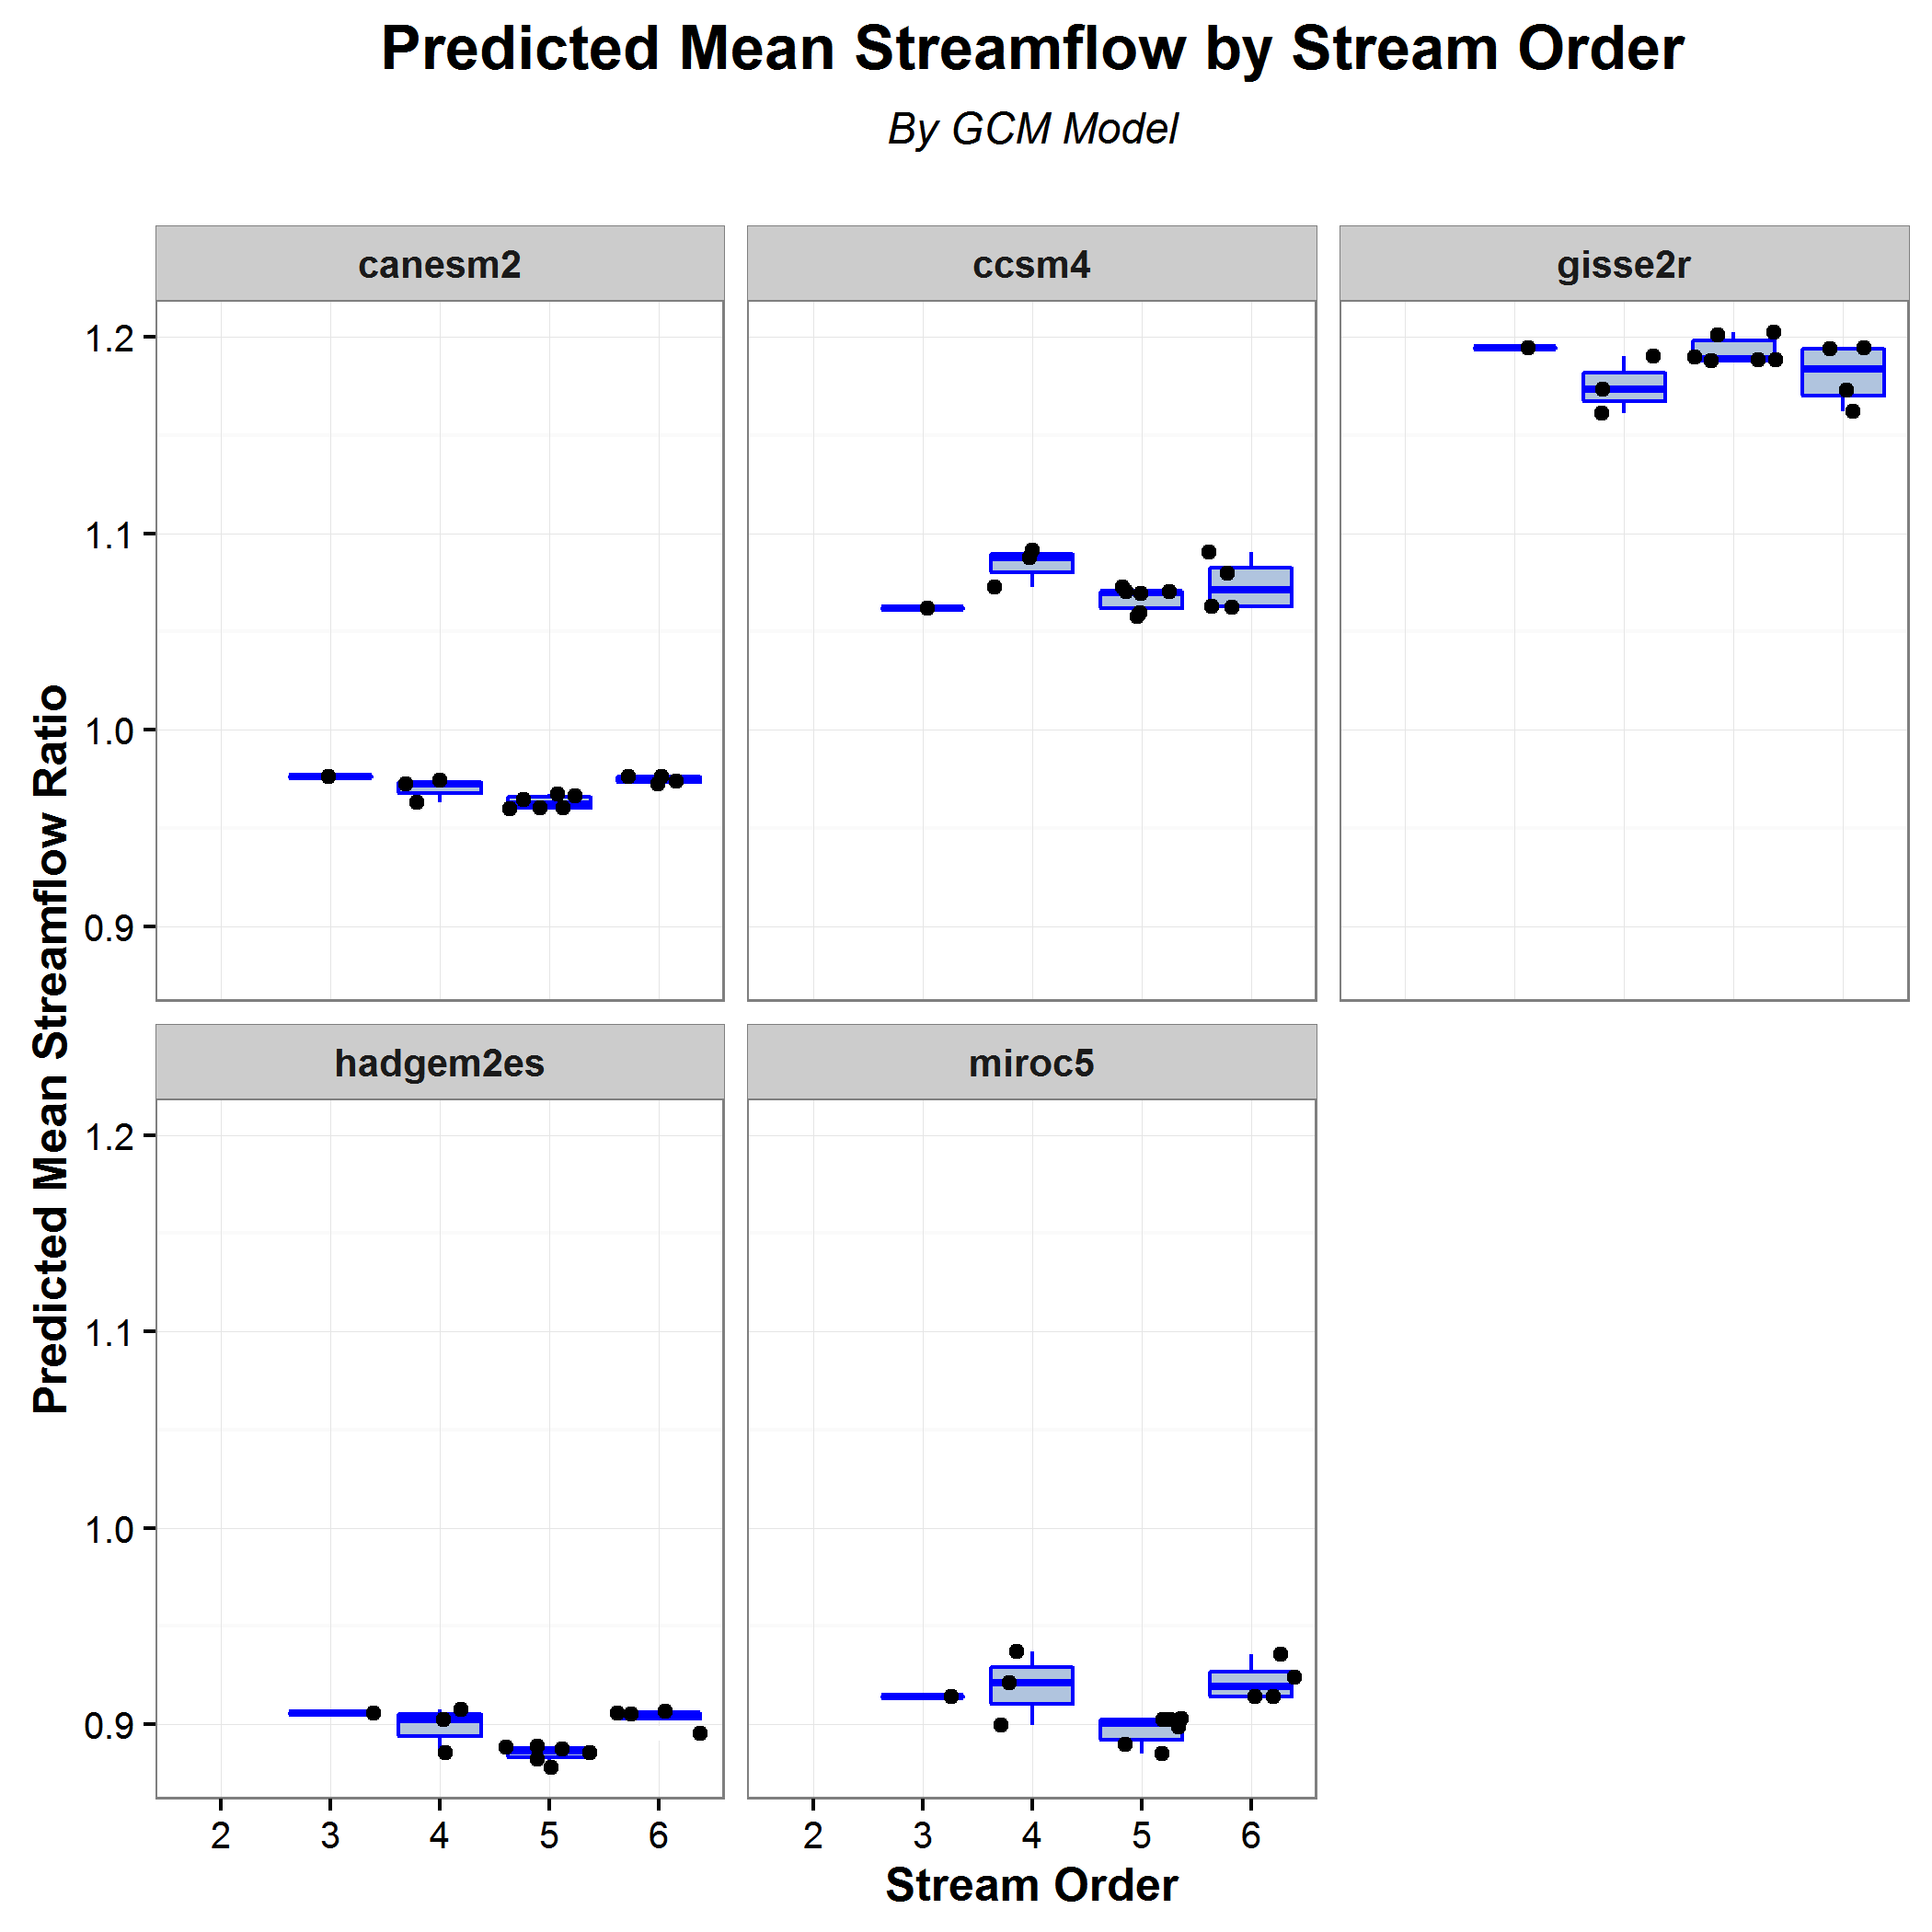 Predicted Mean Streamflow by Stream Order
By GCM Model
canesm2
ccsm4
gisse2r
1.2
1.1
1.0
0.9
Predicted Mean Streamflow Ratio
hadgem2es
miroc5
1.2
1.1
1.0
0.9
2 3 4 5 6
2 3 4 5 6
Stream Order